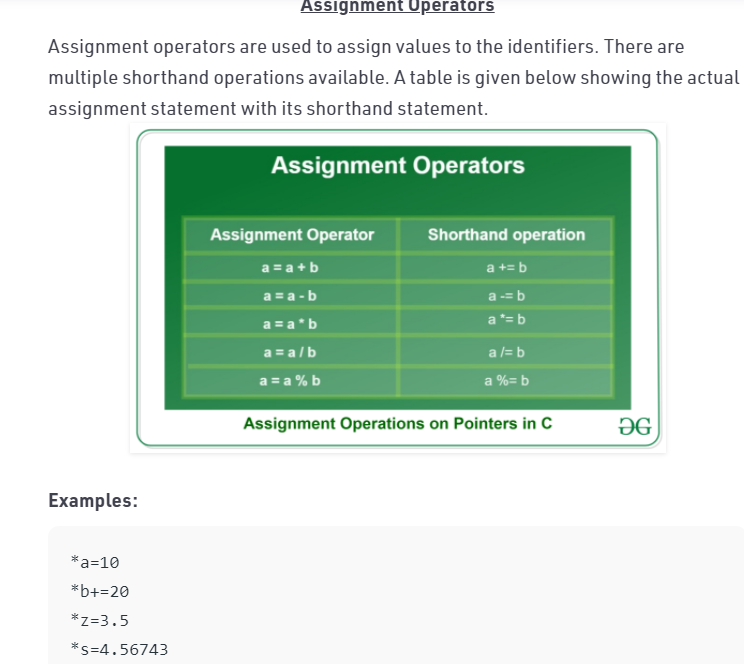 Assignment Operators
Assignment operators are used to assign values to the identifiers. There are
multiple shorthand operations available. A table is given below showing the actual
assignment statement with its shorthand statement.
Assignment Operators
Assignment Operator Shorthand operation
a = a + b a += b
a = a - b a -= b
a = a * b a *= b
a = a / b a /= b
a = a % b a %= b
Assignment Operations on Pointers in C
Examples:
*a=10
*b+=20
*z=3.5
*s=4.56743